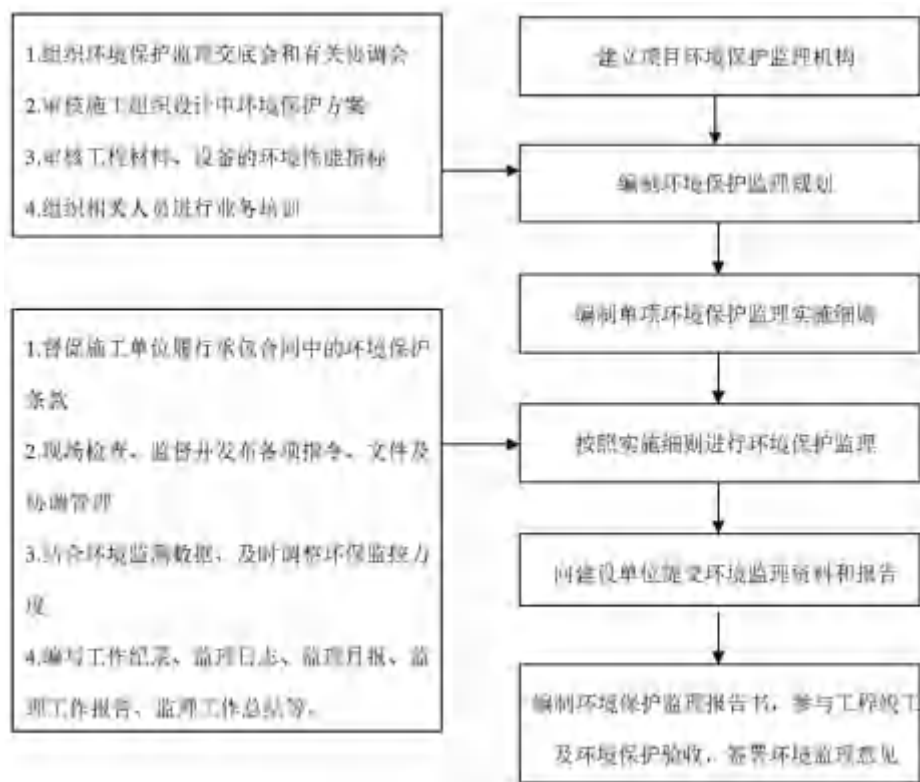 1.组织环境保护监理交底会和有关协调会
2.审核施工组织设计中环境保护方案
3.审核工程材料、设备的环境性能指标
4.组织相关人员进行业务培训
建立项目环境保护监理机构
编制环境保护监理规划
编制单项环境保护监理实施细则
1.督促施工单位履行承包合同中的环境保护
条款
2.现场检查、监督并发布各项指令、文件及
协调管理
3.结合环境监测数据、及时调整环保监控力
度
4.编写工作纪录、监理日志、监理月报、监
理工作报告、监理工作总结等。
按照实施细则进行环境保护监理
向建设单位提交环境监理资料和报告
编制环境保护监理报告书，参与工程竣工
及环境保护验收，签署环境监理意见